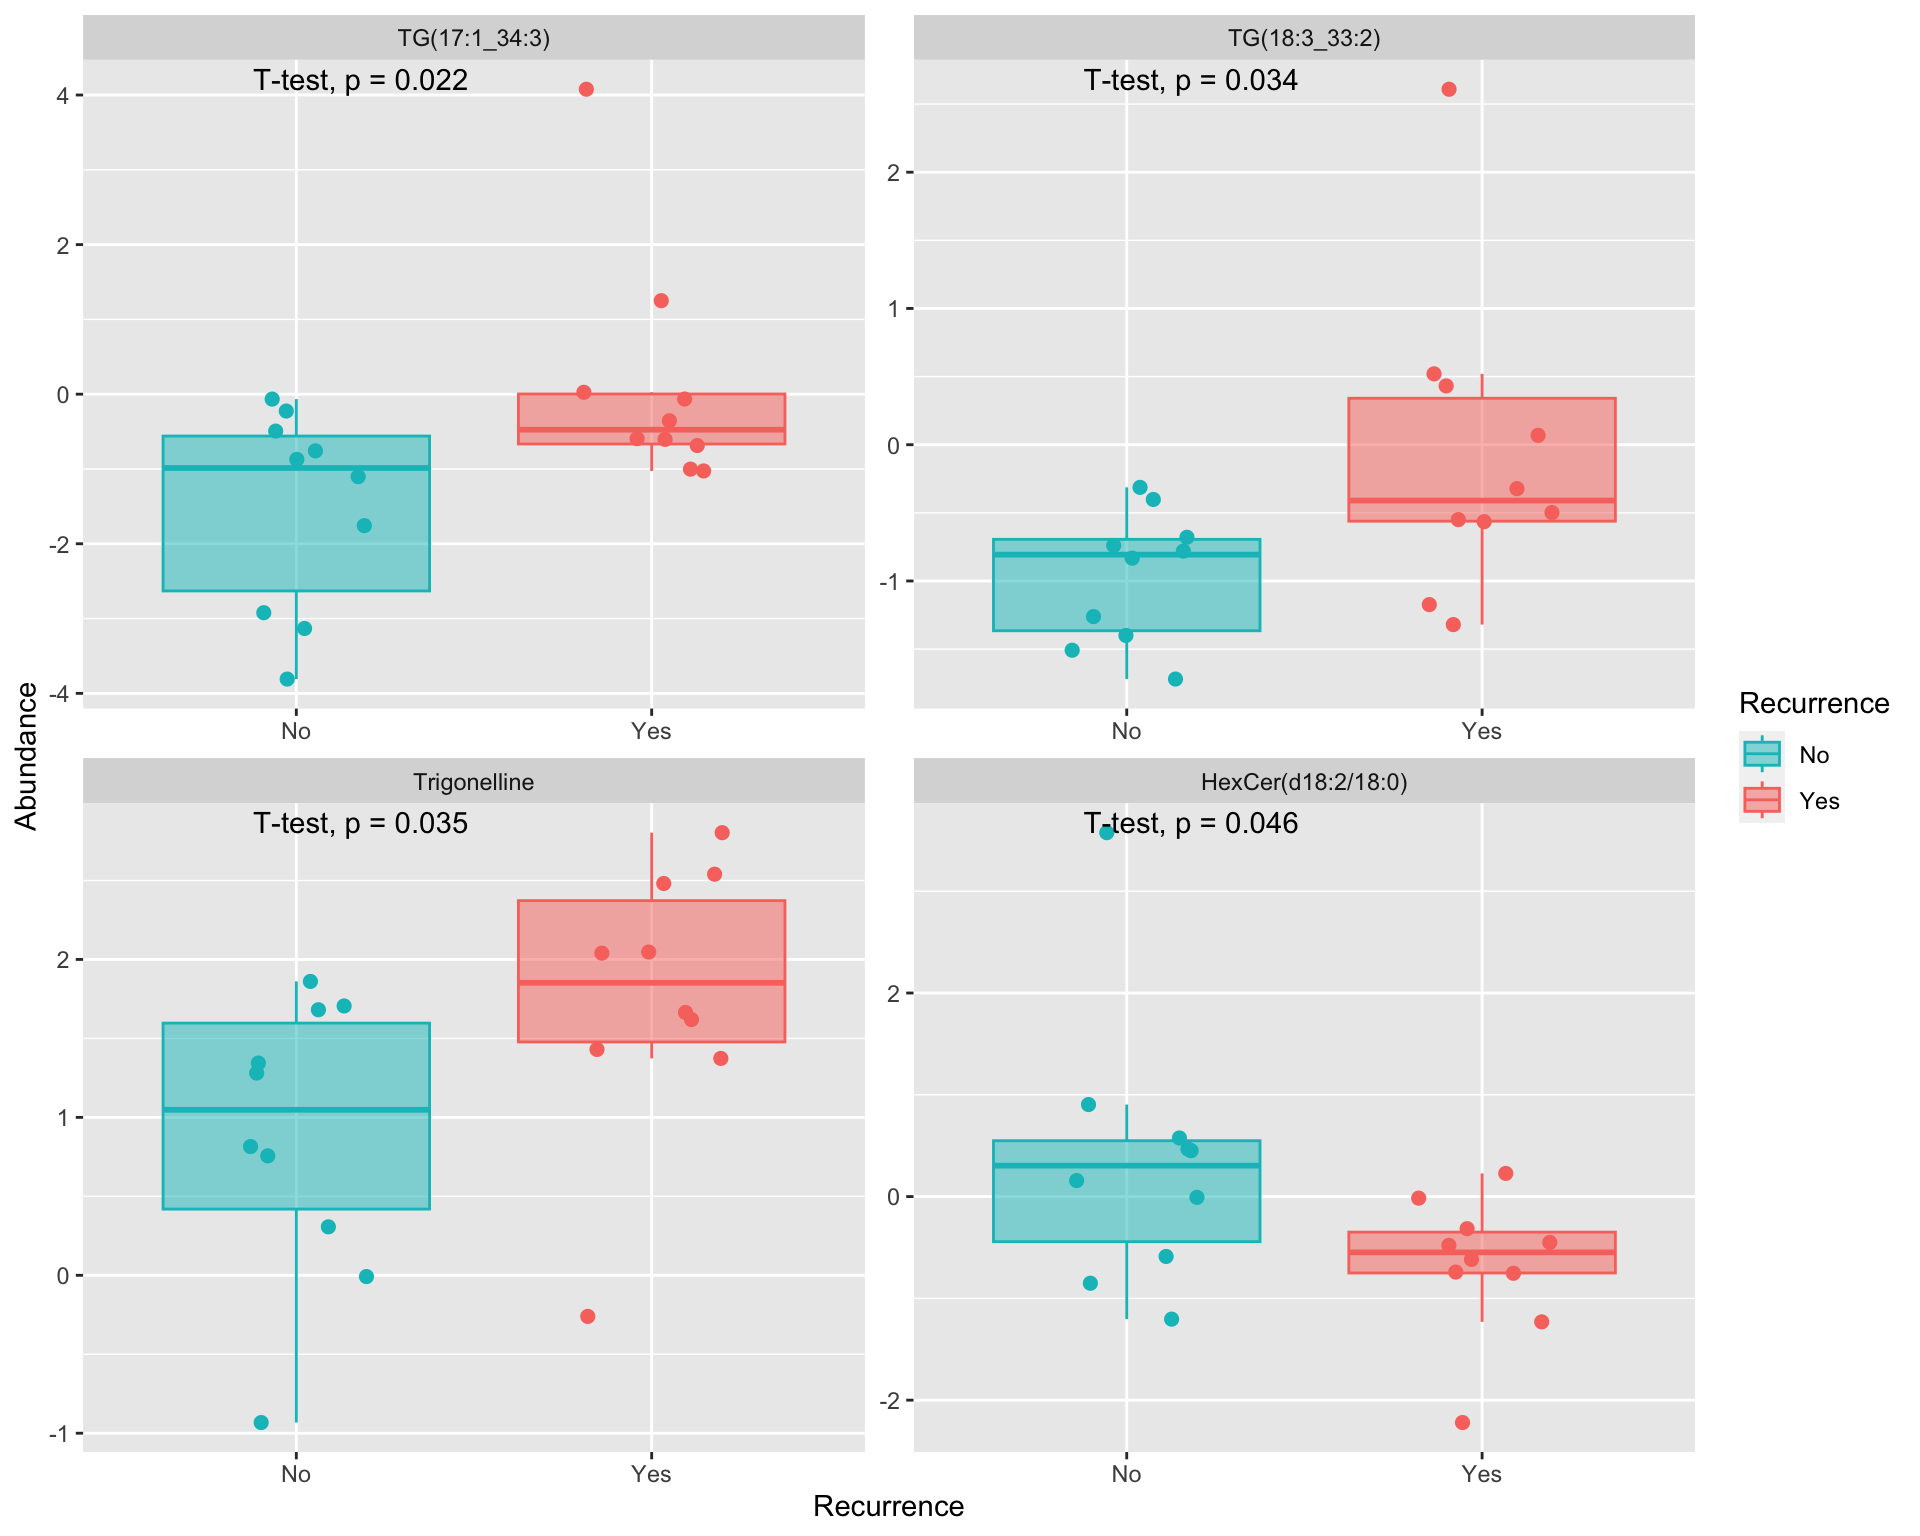 TG(17:1_34:3)
T-test, p = 0.022
4
2
0
-2
-4
No
Yes
TG(18:3_33:2)
T-test, p = 0.034
2
1
0
-1
No
Yes
Trigonelline
T-test, p = 0.035
2
1
0
-1
No
Yes
HexCer(d18:2/18:0)
T-test, p = 0.046
2
0
-2
No
Yes
Abundance
Recurrence
Recurrence
No
Yes